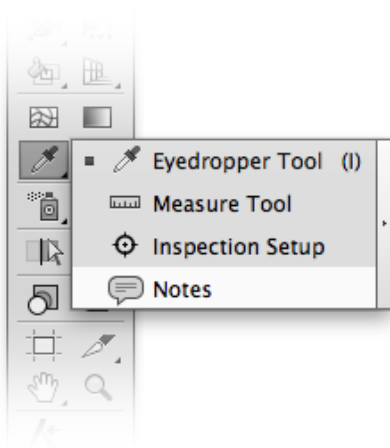 Eyedropper Tool (I)
Measure Tool
Inspection Setup
Notes